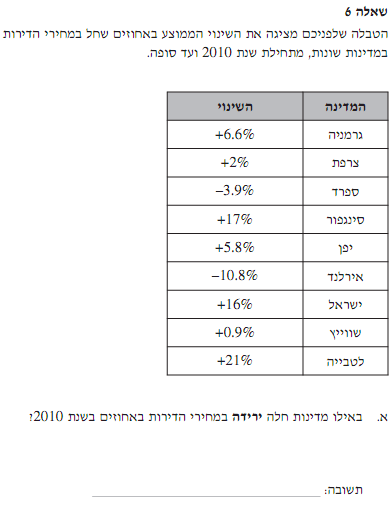 שאלה 6
הטבלה שלפניכם מציגה את השינוי הממוצע באחוזים שחל במחירי הדירות
במדינות שונות, מתחילת שנת 2010 ועד סופה.
המדינה השינוי
גרמניה +6.6%
צרפת +2%
ספרד –3.9%
סינגפור +17%
יפן +5.8%
אירלנד –10.8%
ישראל +16%
שווייץ +0.9%
לטבייה +21%
א. באילו מדינות חלה ירידה במחירי הדירות באחוזים בשנת 2010?
תשובה: